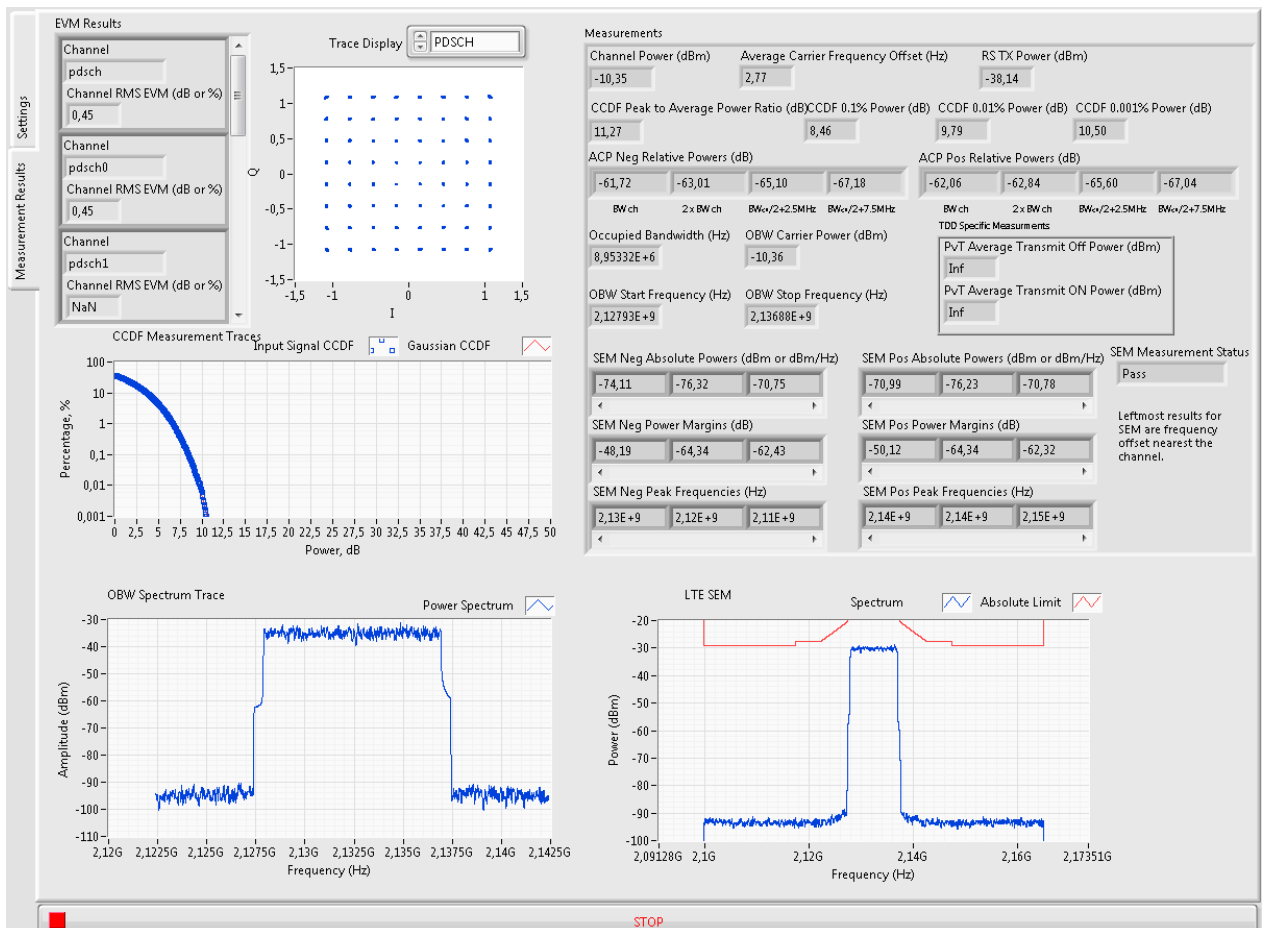 EVM Results
Channel
pdsch
Channel RMS EVM (dB or %)
0,45
Channel
pdsch0
Channel RMS EVM (dB or %)
0,45
Channel
pdsch1
Channel RMS EVM (dB or %)
NaN
Settings
Measurement Results
Trace Display PDSCH
1,5
1
0,5
0
-0,5
-1
-1,5
Q
-1,5 -1 0 1 1,5
I
Measurements
Channel Power (dBm) Average Carrier Frequency Offset (Hz) RS TX Power (dBm)
-10,35 2,77 -38,14
CCDF Peak to Average Power Ratio (dB) CCDF 0.1% Power (dB) CCDF 0.01% Power (dB) CCDF 0.001% Power (dB)
11,27 8,46 9,79 10,50
ACP Neg Relative Powers (dB) ACP Pos Relative Powers (dB)
-61,72 -63,01 -65,10 -67,18 -62,06 -62,84 -65,60 -67,04
BW ch 2 x BW ch BWCH/2+2.5MHz BWCH/2+7.5MHz BW ch 2 x BW ch BWCH/2+2.5MHz BWCH/2+7.5MHz
TDD Specific Measurments
Occupied Bandwidth (Hz) OBW Carrier Power (dBm)
8,95332E+6 -10,36
PvT Average Transmit Off Power (dBm)
Inf
PvT Average Transmit ON Power (dBm)
Inf
OBW Start Frequency (Hz) OBW Stop Frequency (Hz)
2,12793E+9 2,13688E+9
SEM Neg Absolute Powers (dBm or dBm/Hz) SEM Pos Absolute Powers (dBm or dBm/Hz) SEM Measurement Status
-74,11 -76,32 -70,75 -70,99 -76,23 -70,78 Pass
SEM Neg Power Margins (dB) SEM Pos Power Margins (dB)
-48,19 -64,34 -62,43 -50,12 -64,34 -62,32
SEM Neg Peak Frequencies (Hz) SEM Pos Peak Frequencies (Hz)
2,13E+9 2,12E+9 2,11E+9 2,14E+9 2,14E+9 2,15E+9
Leftmost results for
SEM are frequency
offset nearest the
channel.
CCDF Measurement Traces Input Signal CCDF Gaussian CCDF
100
10
1
0,1
0,01
0,001
Percentage, %
0 2,5 5 7,5 10 12,5 15 17,5 20 22,5 25 27,5 30 32,5 35 37,5 40 42,5 45 47,5 50
Power, dB
OBW Spectrum Trace Power Spectrum
-30
-40
-50
-60
-70
-80
-90
-100
-110
Amplitude (dBm)
2,12G 2,1225G 2,125G 2,1275G 2,13G 2,1325G 2,135G 2,1375G 2,14G 2,1425G
Frequency (Hz)
LTE SEM Spectrum Absolute Limit
-20
-30
-40
-50
-60
-70
-80
-90
-100
Power (dBm)
2,09128G 2,1G 2,12G 2,14G 2,16G 2,17351G
Frequency (Hz)
STOP